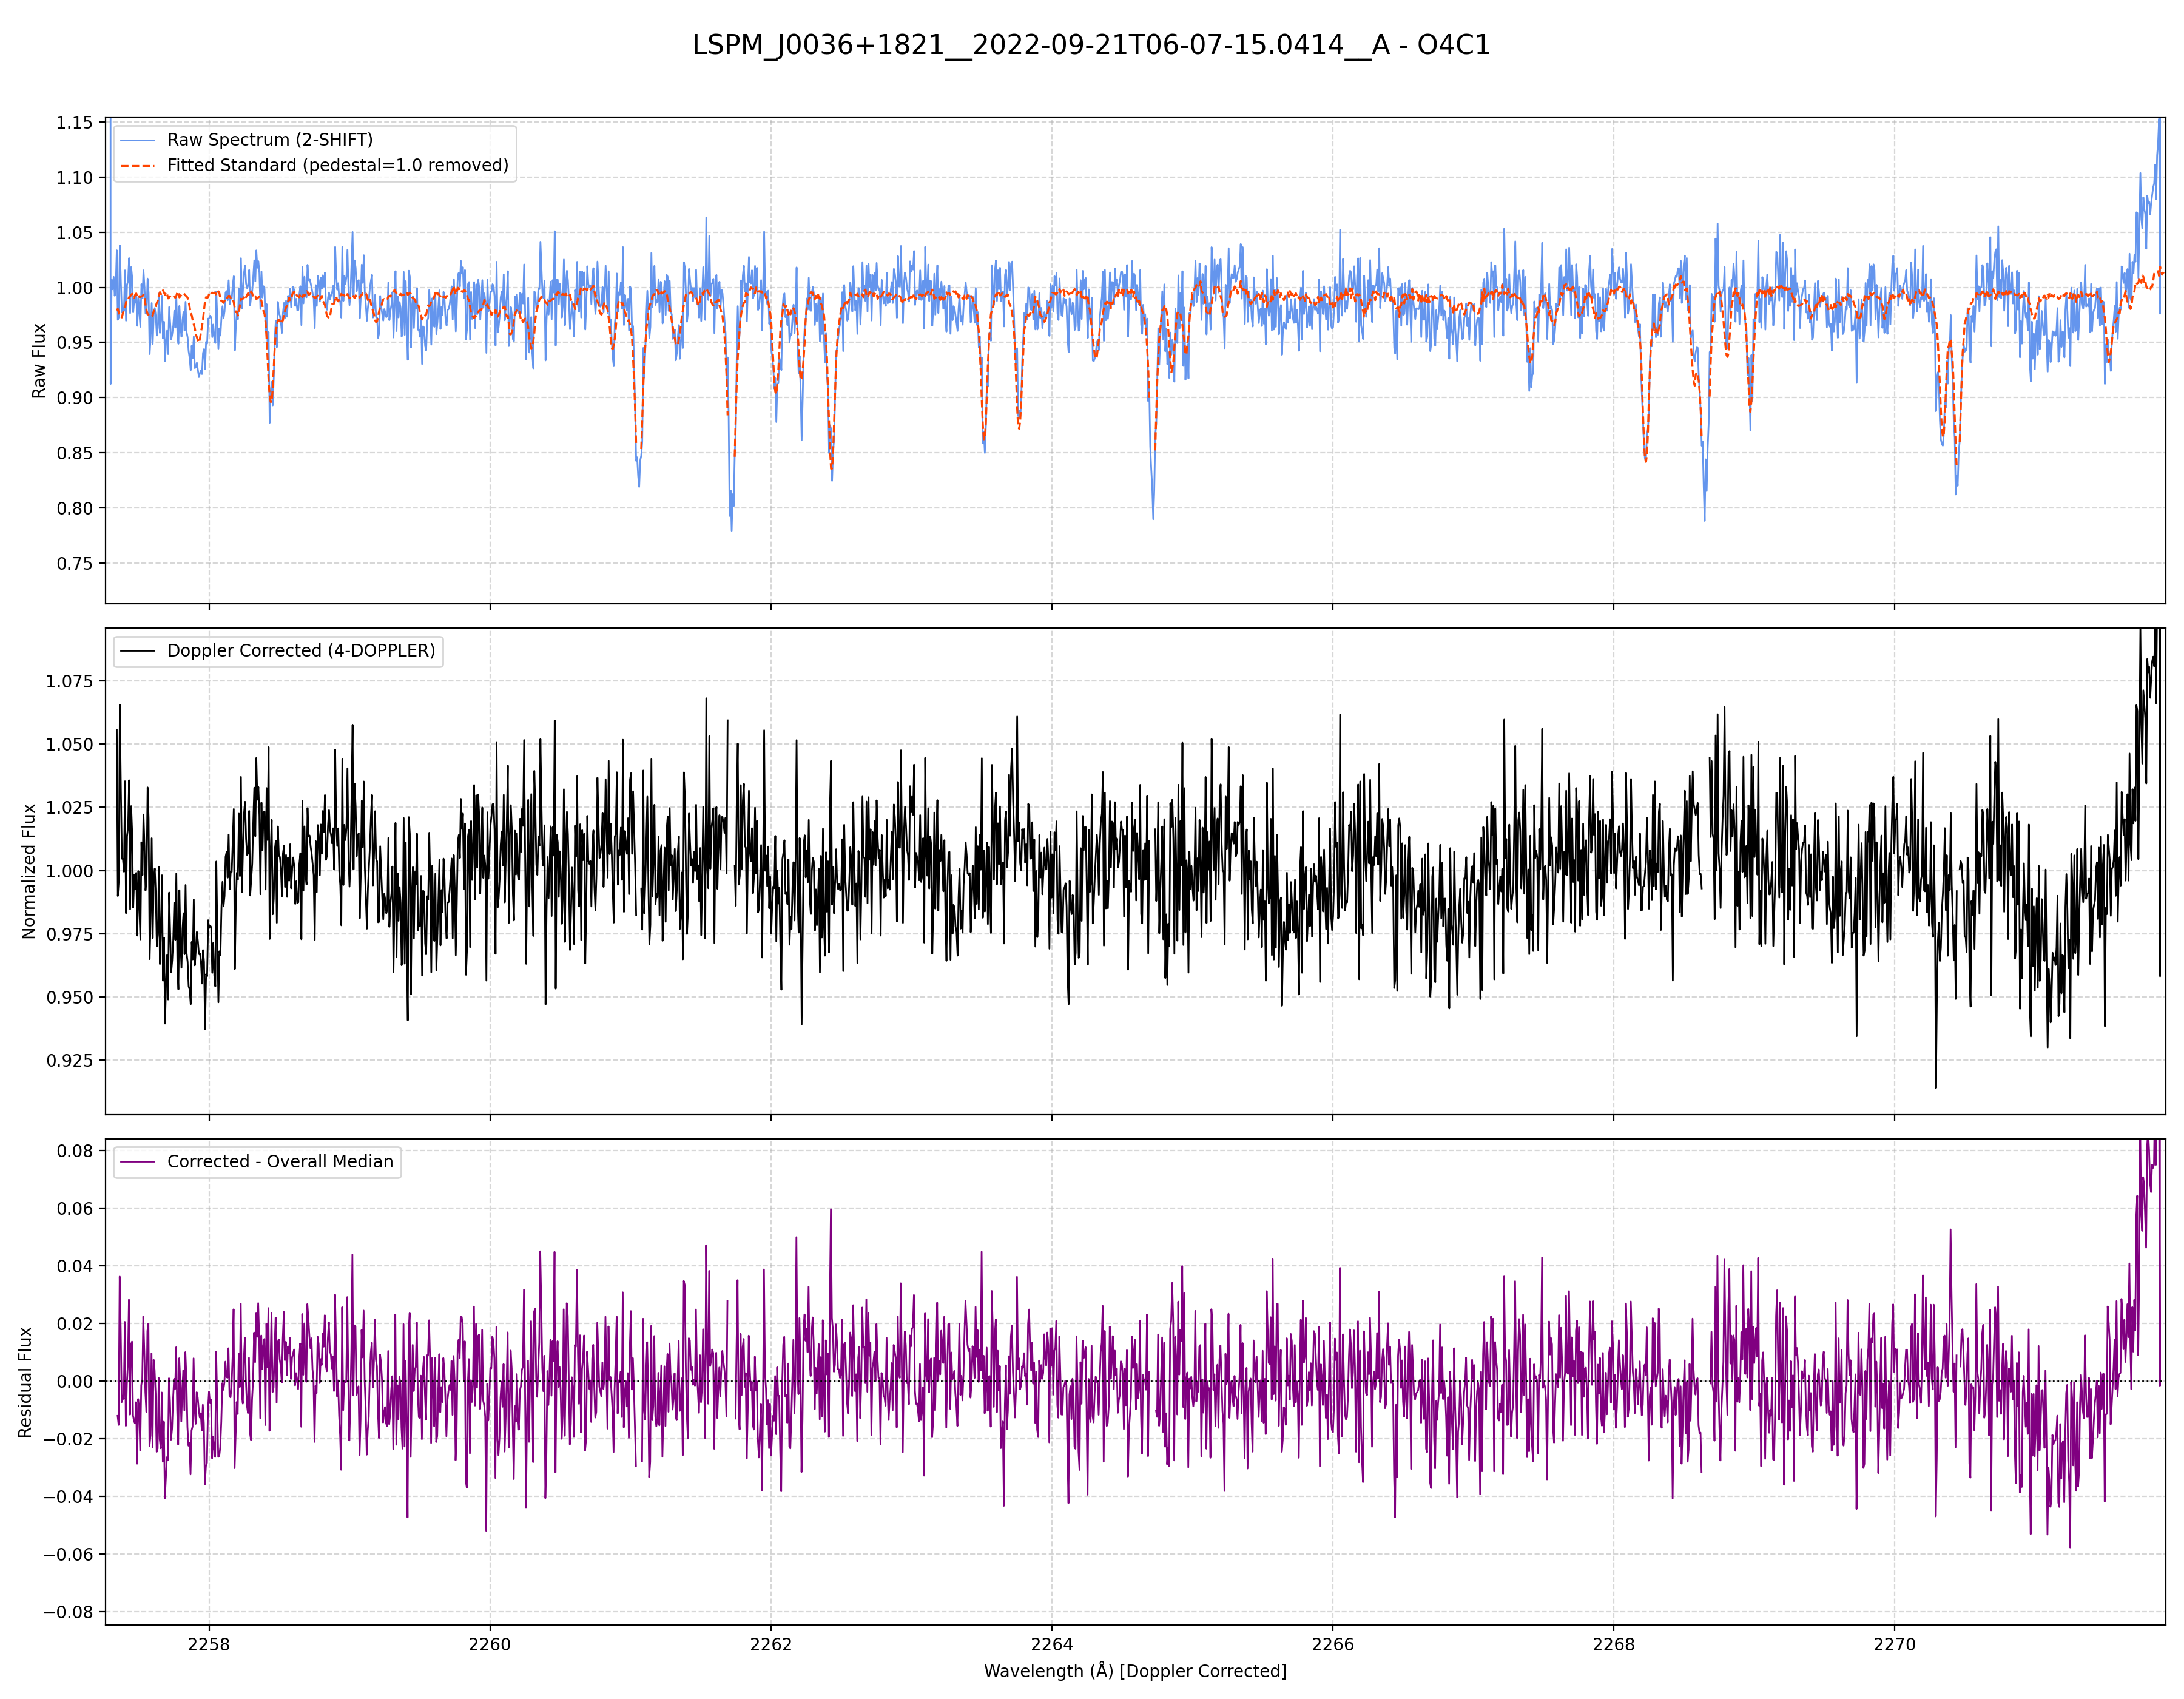 LSPM_J0036+1821__2022-09-21T06-07-15.0414__A - O4C1
1.15
1.10
1.05
1.00
0.95
0.90
0.85
0.80
0.75
Raw Flux
Raw Spectrum (2-SHIFT)
Fitted Standard (pedestal=1.0 removed)
1.075
1.050
1.025
1.000
0.975
0.950
0.925
Normalized Flux
Doppler Corrected (4-DOPPLER)
0.08
0.06
0.04
0.02
0.00
−0.02
−0.04
−0.06
−0.08
Residual Flux
Corrected - Overall Median
2258 2260 2262 2264 2266 2268 2270
Wavelength (Å) [Doppler Corrected]